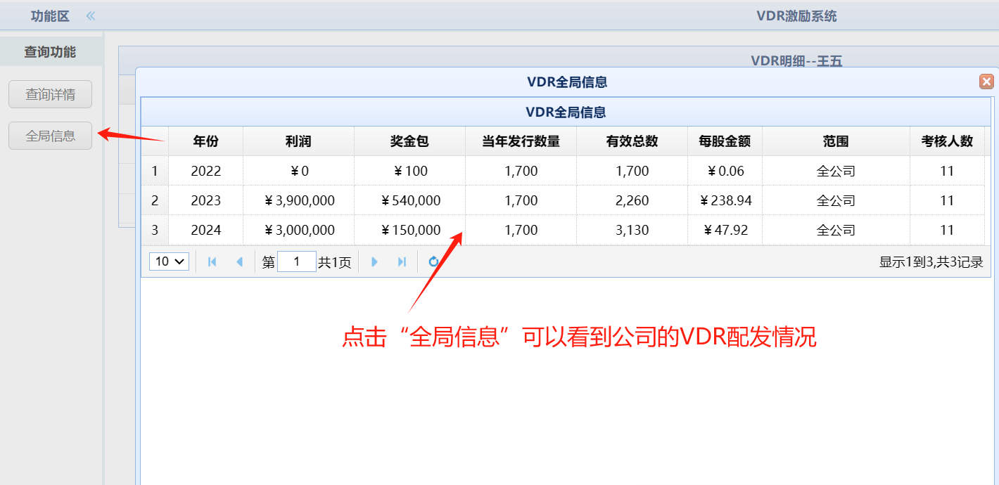 功能区 VDR激励系统
查询功能
VDR明细--王五
VDR全局信息
查询详情
VDR全局信息
全局信息
年份 利润 奖金包 当年发行数量 有效总数 每股金额 范围 考核人数
1 2022 ¥0 ¥100 1,700 1,700 ¥0.06 全公司 11
2 2023 ¥3,900,000 ¥540,000 1,700 2,260 ¥238.94 全公司 11
3 2024 ¥3,000,000 ¥150,000 1,700 3,130 ¥47.92 全公司 11
10 第 1 共1页 显示1到3,共3记录
点击“全局信息”可以看到公司的VDR配发情况